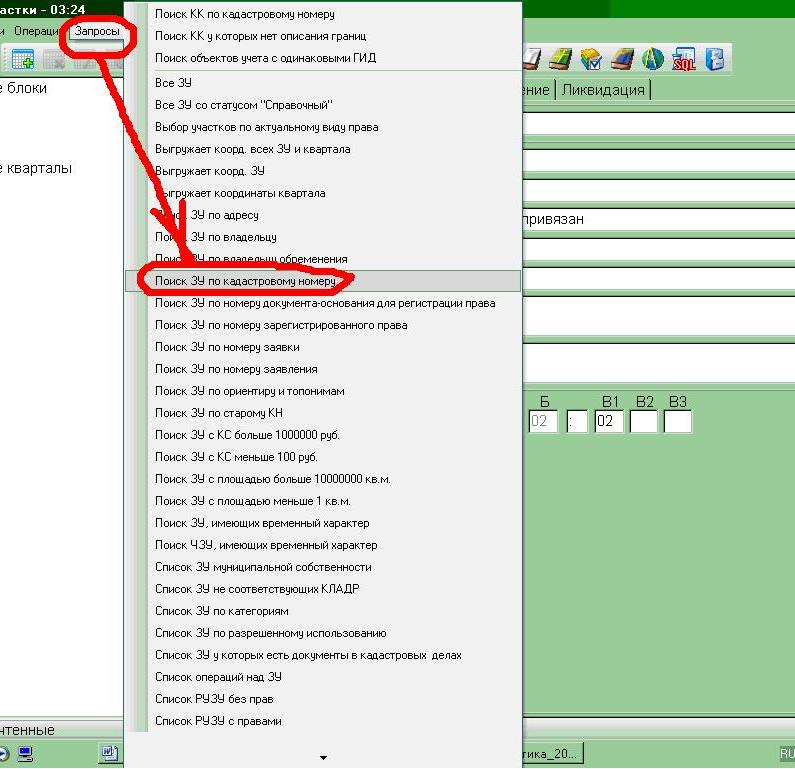 астки - 03:24
и Операци Запросы
SQL
е блоки
е кварталы
Поиск КК по кадастровому номеру
Поиск КК у которых нет описания границ
Поиск объектов учета с одинаковыми ГИД
Все ЗУ
Все ЗУ со статусом "Справочный"
Выбор участков по актуальному виду права
Выгружает коорд. всех ЗУ и квартала
Выгружает коорд. ЗУ
Выгружает координаты квартала
Поиск ЗУ по адресу
Поиск ЗУ по владельцу
Поиск ЗУ по владельцу обременения
Поиск ЗУ по кадастровому номеру
Поиск ЗУ по номеру документа-основания для регистрации права
Поиск ЗУ по номеру зарегистрированного права
Поиск ЗУ по номеру заявки
Поиск ЗУ по номеру заявления
Поиск ЗУ по ориентиру и топонимам
Поиск ЗУ по старому КН
Поиск ЗУ с КС больше 1000000 руб.
Поиск ЗУ с КС меньше 100 руб.
Поиск ЗУ с площадью больше 10000000 кв.м.
Поиск ЗУ с площадью меньше 1 кв.м.
Поиск ЗУ, имеющих временный характер
Поиск ЧЗУ, имеющих временный характер
Список ЗУ муниципальной собственности
Список ЗУ не соответствующих КЛАДР
Список ЗУ по категориям
Список ЗУ по разрешенному использованию
Список ЗУ у которых есть документы в кадастровых делах
Список операций над ЗУ
Список РУЗУ без прав
Список РУЗУ с правами
ение Ликвидация
привязан
Б В1 В2 В3
02 : 02
чтенные
тика_20...
RU